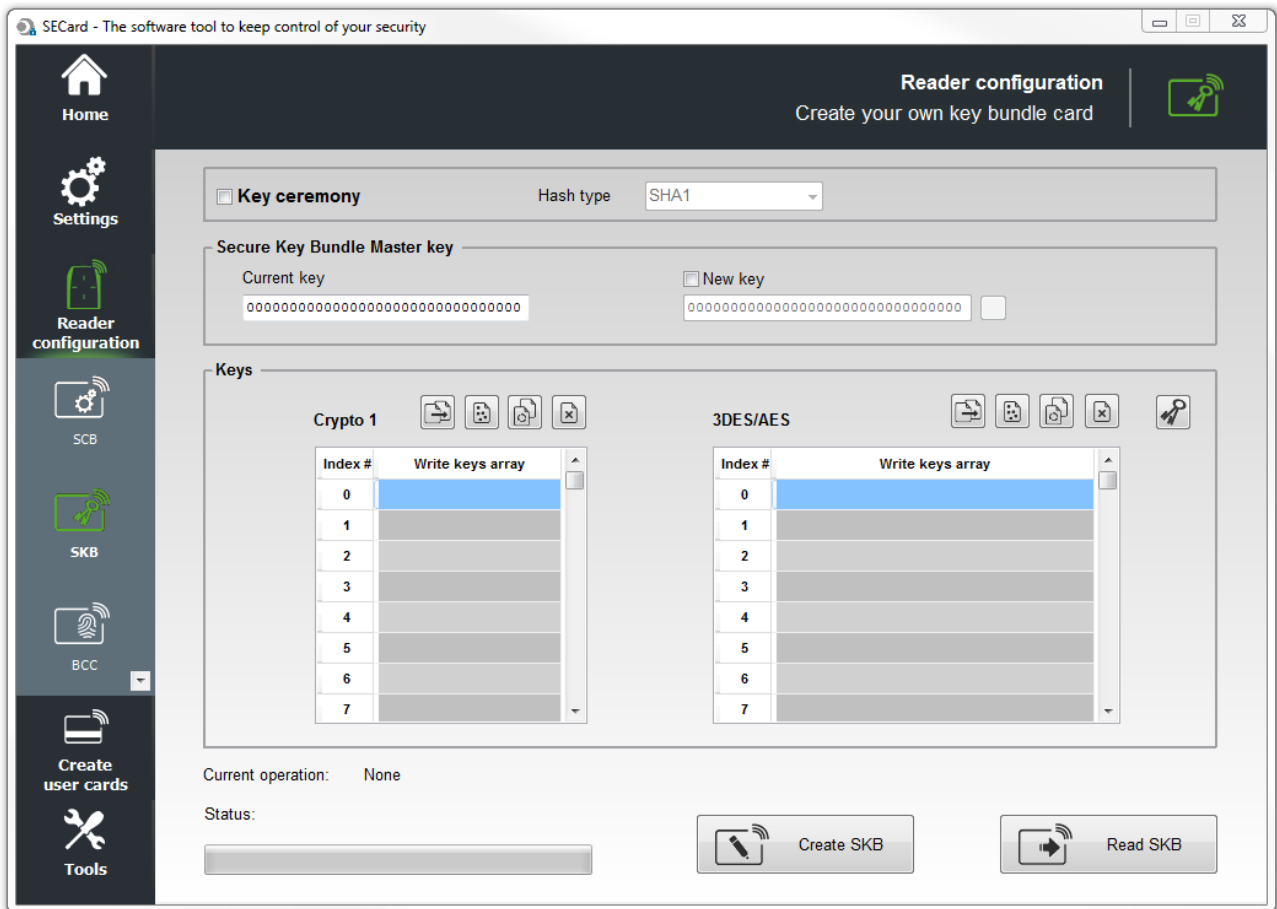 SECard - The software tool to keep control of your security
Home
Reader configuration
Create your own key bundle card
Settings
Key ceremony
Hash type
SHA1
Secure Key Bundle Master key
Current key
New key
00000000000000000000000000000000
00000000000000000000000000000000
Reader
configuration
Keys
SCB
Crypto 1
3DES/AES
Index #
Write keys array
Index #
Write keys array
0
0
1
1
2
2
3
3
4
4
5
5
6
6
7
7
SKB
BCC
Create
user cards
Current operation:
None
Status:
Create SKB
Read SKB
Tools